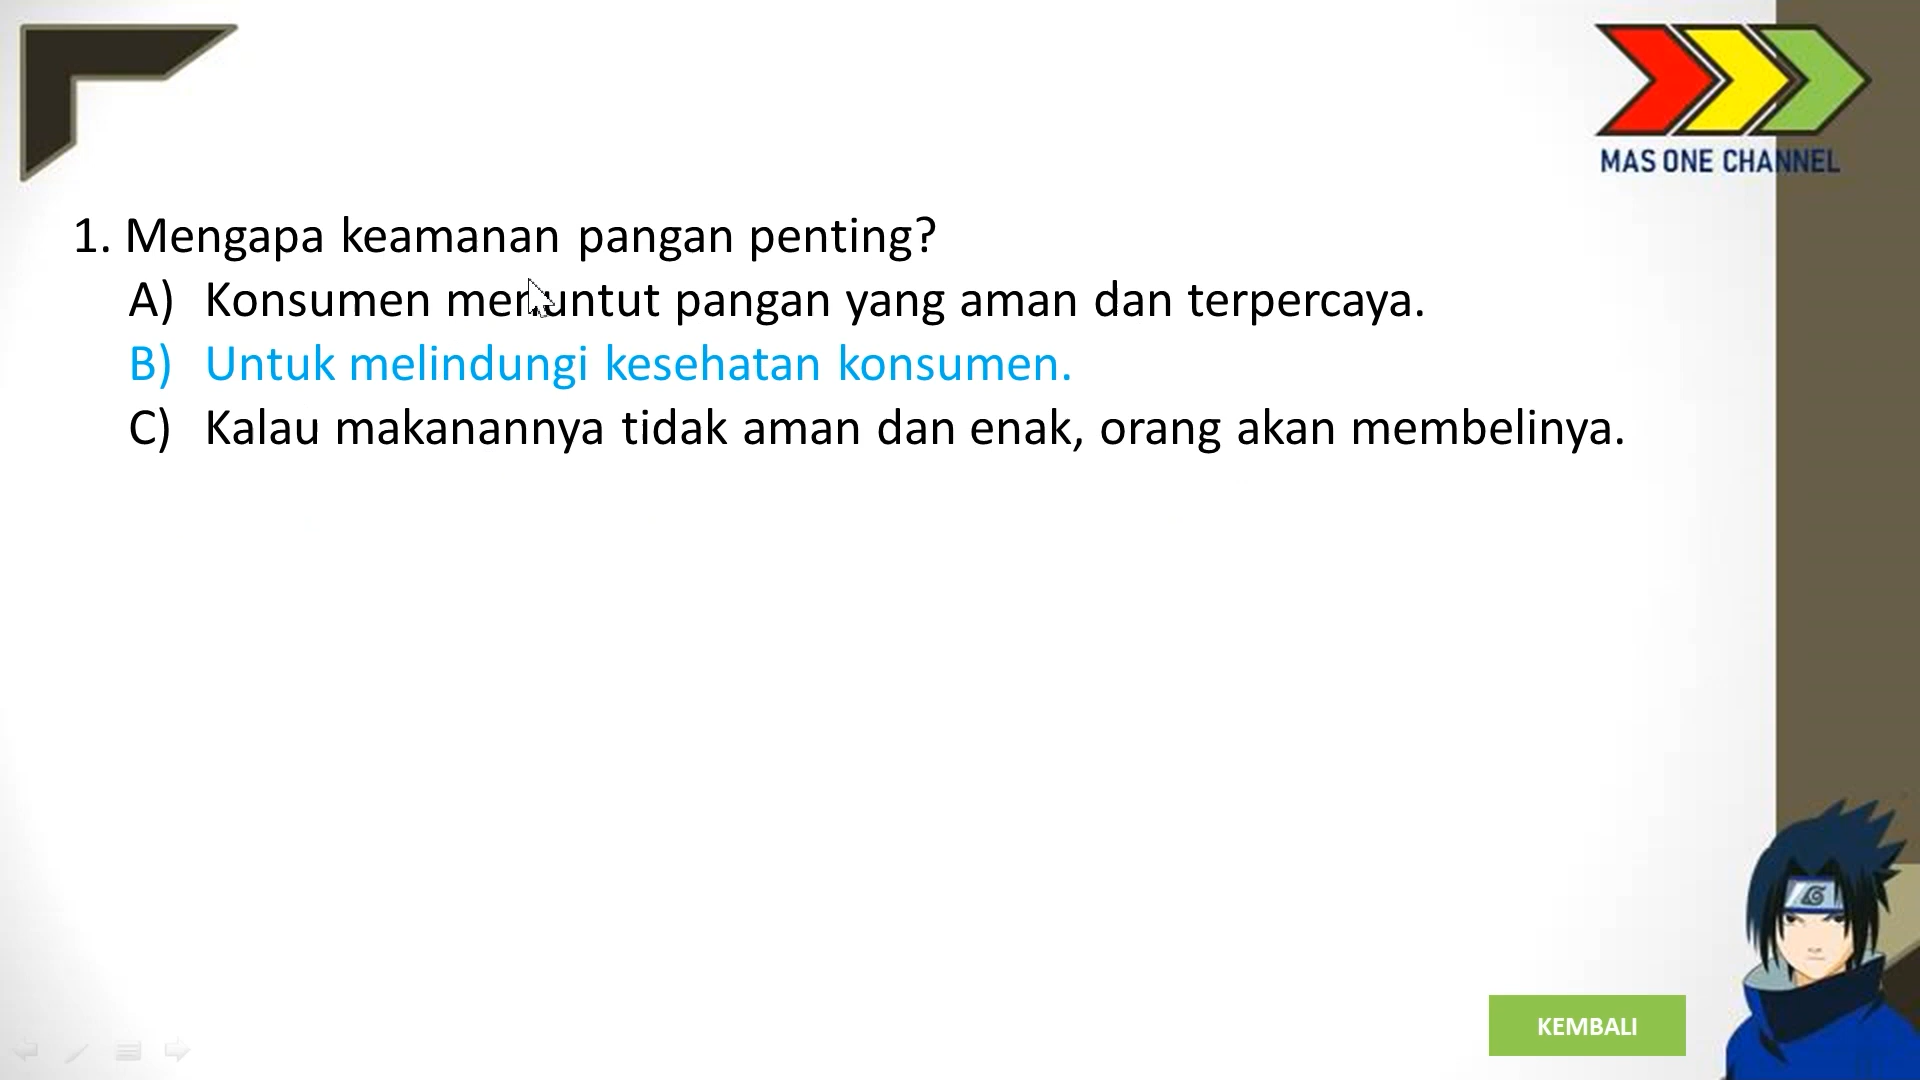 MAS ONE CHANNEL
1. Mengapa keamanan pangan penting?
A) Konsumen menuntut pangan yang aman dan terpercaya.
B) Untuk melindungi kesehatan konsumen.
C) Kalau makanannya tidak aman dan enak, orang akan membelinya.
KEMBALI